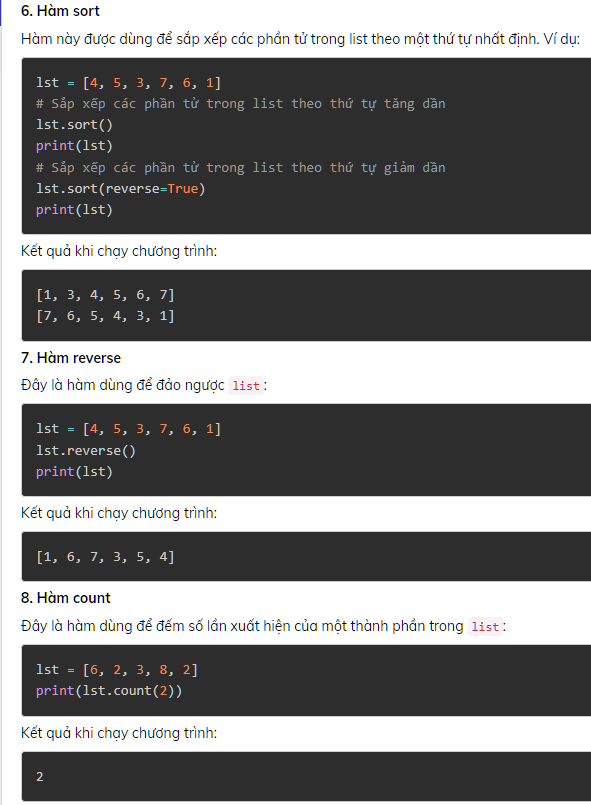 6. Hàm sort
Hàm này được dùng để sắp xếp các phần tử trong list theo một thứ tự nhất định. Ví dụ:
lst = [4, 5, 3, 7, 6, 1]
# Sắp xếp các phần tử trong list theo thứ tự tăng dần
lst.sort()
print(lst)
# Sắp xếp các phần tử trong list theo thứ tự giảm dần
lst.sort(reverse=True)
print(lst)
Kết quả khi chạy chương trình:
[1, 3, 4, 5, 6, 7]
[7, 6, 5, 4, 3, 1]
7. Hàm reverse
Đây là hàm dùng để đảo ngược list:
lst = [4, 5, 3, 7, 6, 1]
lst.reverse()
print(lst)
Kết quả khi chạy chương trình:
[1, 6, 7, 3, 5, 4]
8. Hàm count
Đây là hàm dùng để đếm số lần xuất hiện của một thành phần trong list:
lst = [6, 2, 3, 8, 2]
print(lst.count(2))
Kết quả khi chạy chương trình:
2